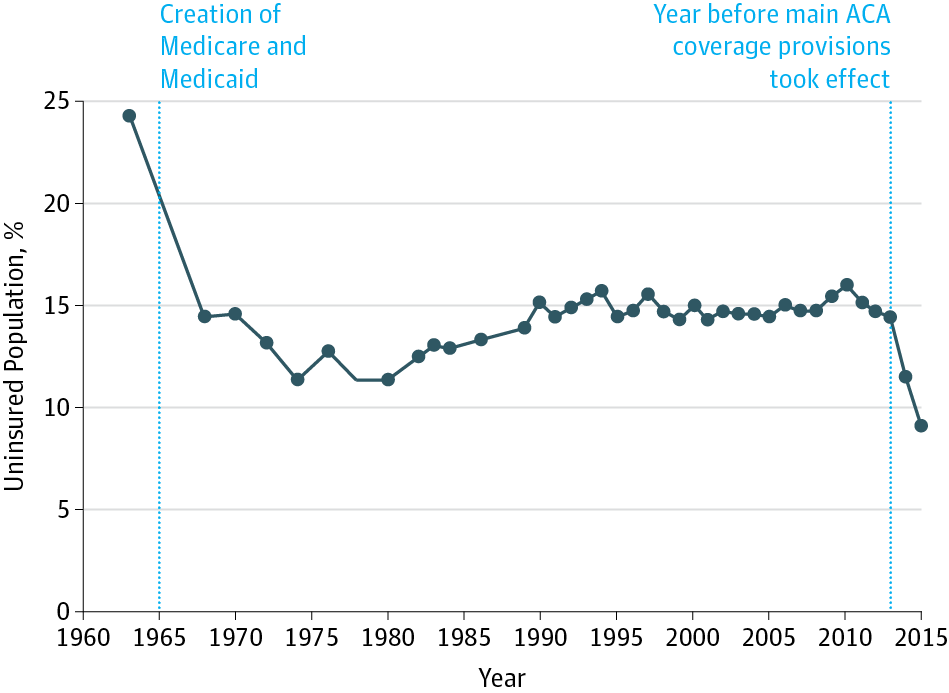 Creation of
Medicare and
Medicaid
Year before main ACA
coverage provisions
took effect
Uninsured Population, %
25
20
15
10
5
0
1960 1965 1970 1975 1980 1985 1990 1995 2000 2005 2010 2015
Year